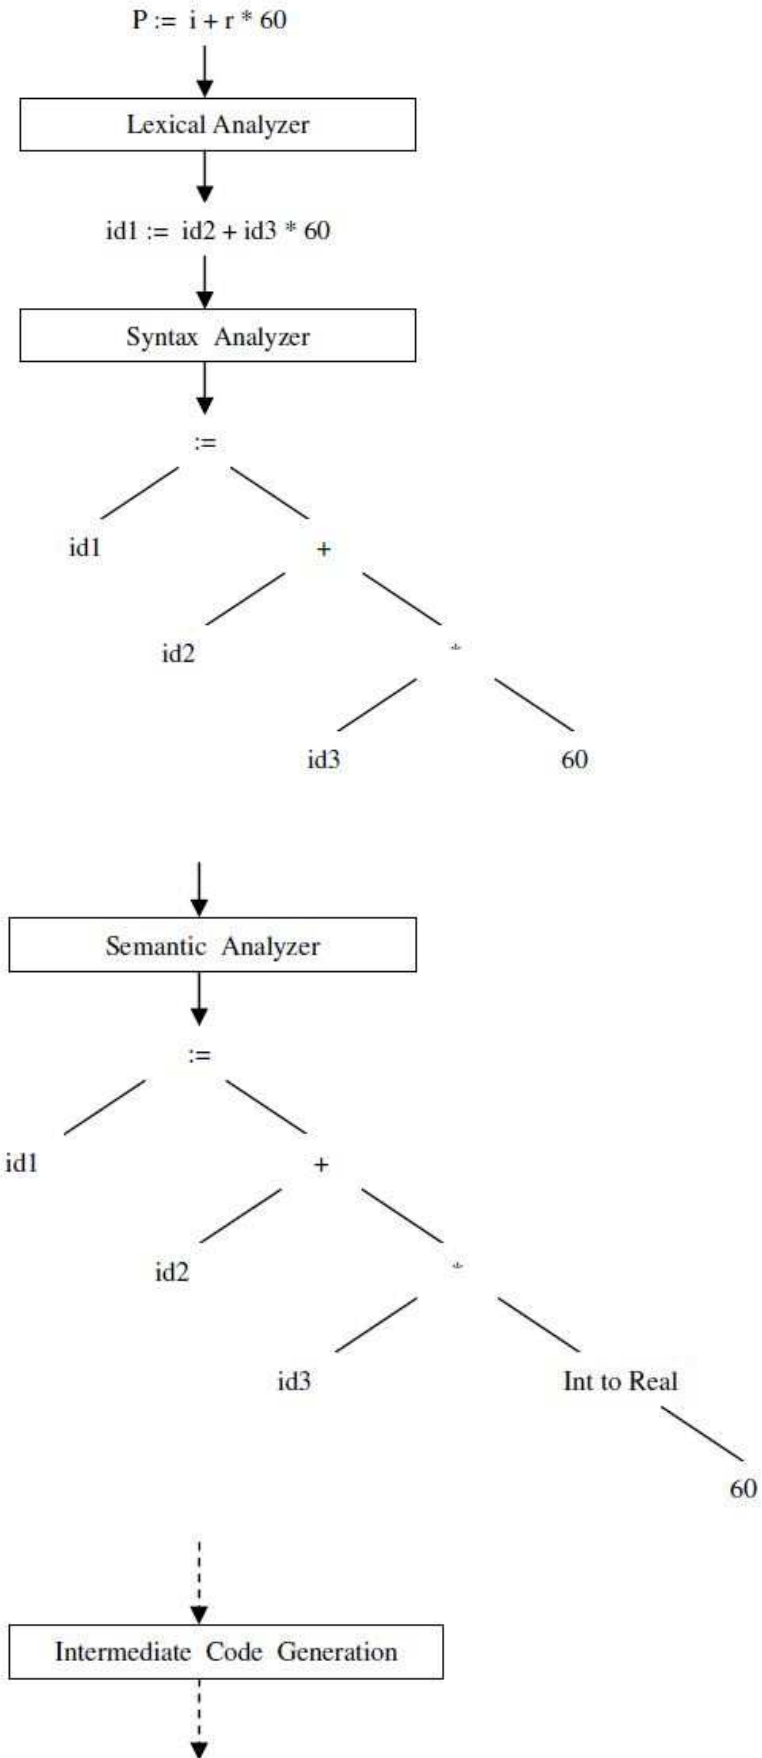 P := i + r * 60
Lexical Analyzer
id1 := id2 + id3 * 60
Syntax Analyzer
:=
id1
+
id2
*
id3
60
Semantic Analyzer
:=
id1
+
id2
*
id3
Int to Real
60
Intermediate Code Generation